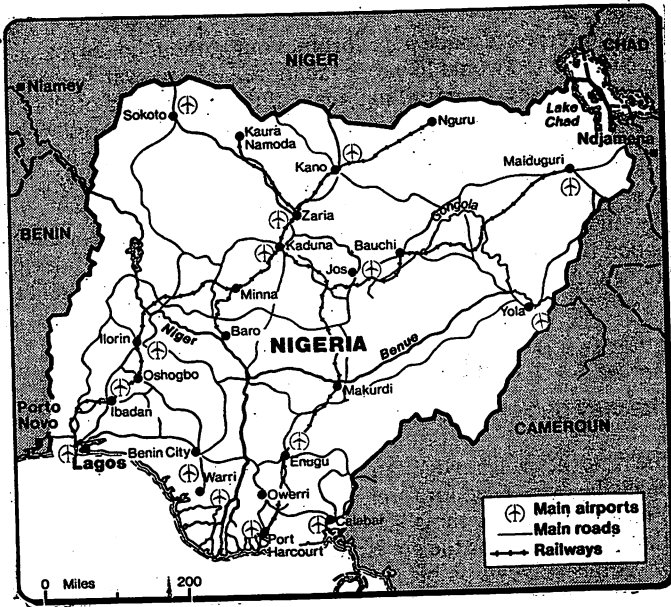 NIGER
CHAD
Niamey
Lake
Chad
Ndjamena
Sokoto
Kaura
Namoda
Nguru
Kano
Maiduguri
Zaria
Gongola
BENIN
Kaduna
Bauchi
Jos
Minna
Yola
Niger
Baro
NIGERIA
Benue
Ilorin
Oshogbo
Makurdi
Ibadan
Porto
Novo
CAMEROUN
Lagos
Benin City
Enugu
Warri
Owerri
Calabar
Port
Harcourt
Main airports
Main roads
Railways
0 Miles 200